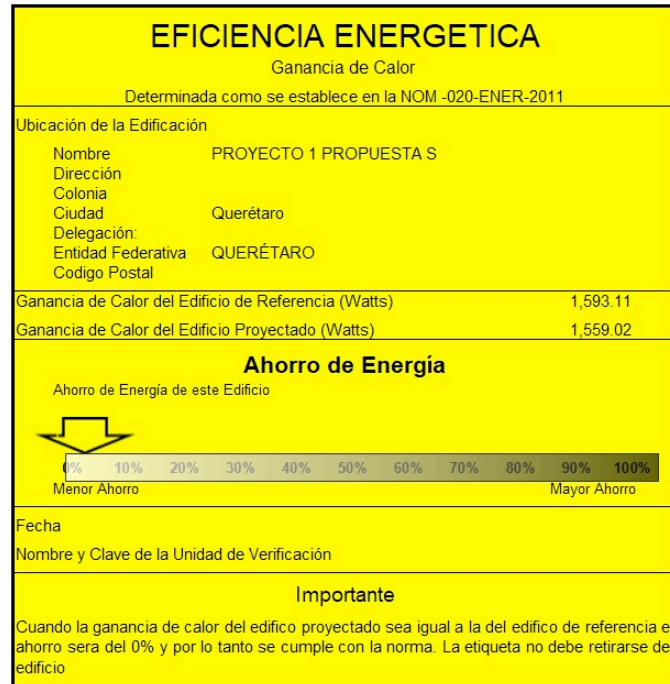 EFICIENCIA ENERGETICA
Ganancia de Calor
Determinada como se establece en la NOM -020-ENER-2011
Ubicación de la Edificación
Nombre PROYECTO 1 PROPUESTA S
Dirección
Colonia
Ciudad Querétaro
Delegación:
Entidad Federativa QUERÉTARO
Codigo Postal
Ganancia de Calor del Edificio de Referencia (Watts) 1,593.11
Ganancia de Calor del Edificio Proyectado (Watts) 1,559.02
Ahorro de Energía
Ahorro de Energía de este Edificio
0% 10% 20% 30% 40% 50% 60% 70% 80% 90% 100%
Menor Ahorro Mayor Ahorro
Fecha
Nombre y Clave de la Unidad de Verificación
Importante
Cuando la ganancia de calor del edifico proyectado sea igual a la del edifico de referencia e
ahorro sera del 0% y por lo tanto se cumple con la norma. La etiqueta no debe retirarse de
edificio